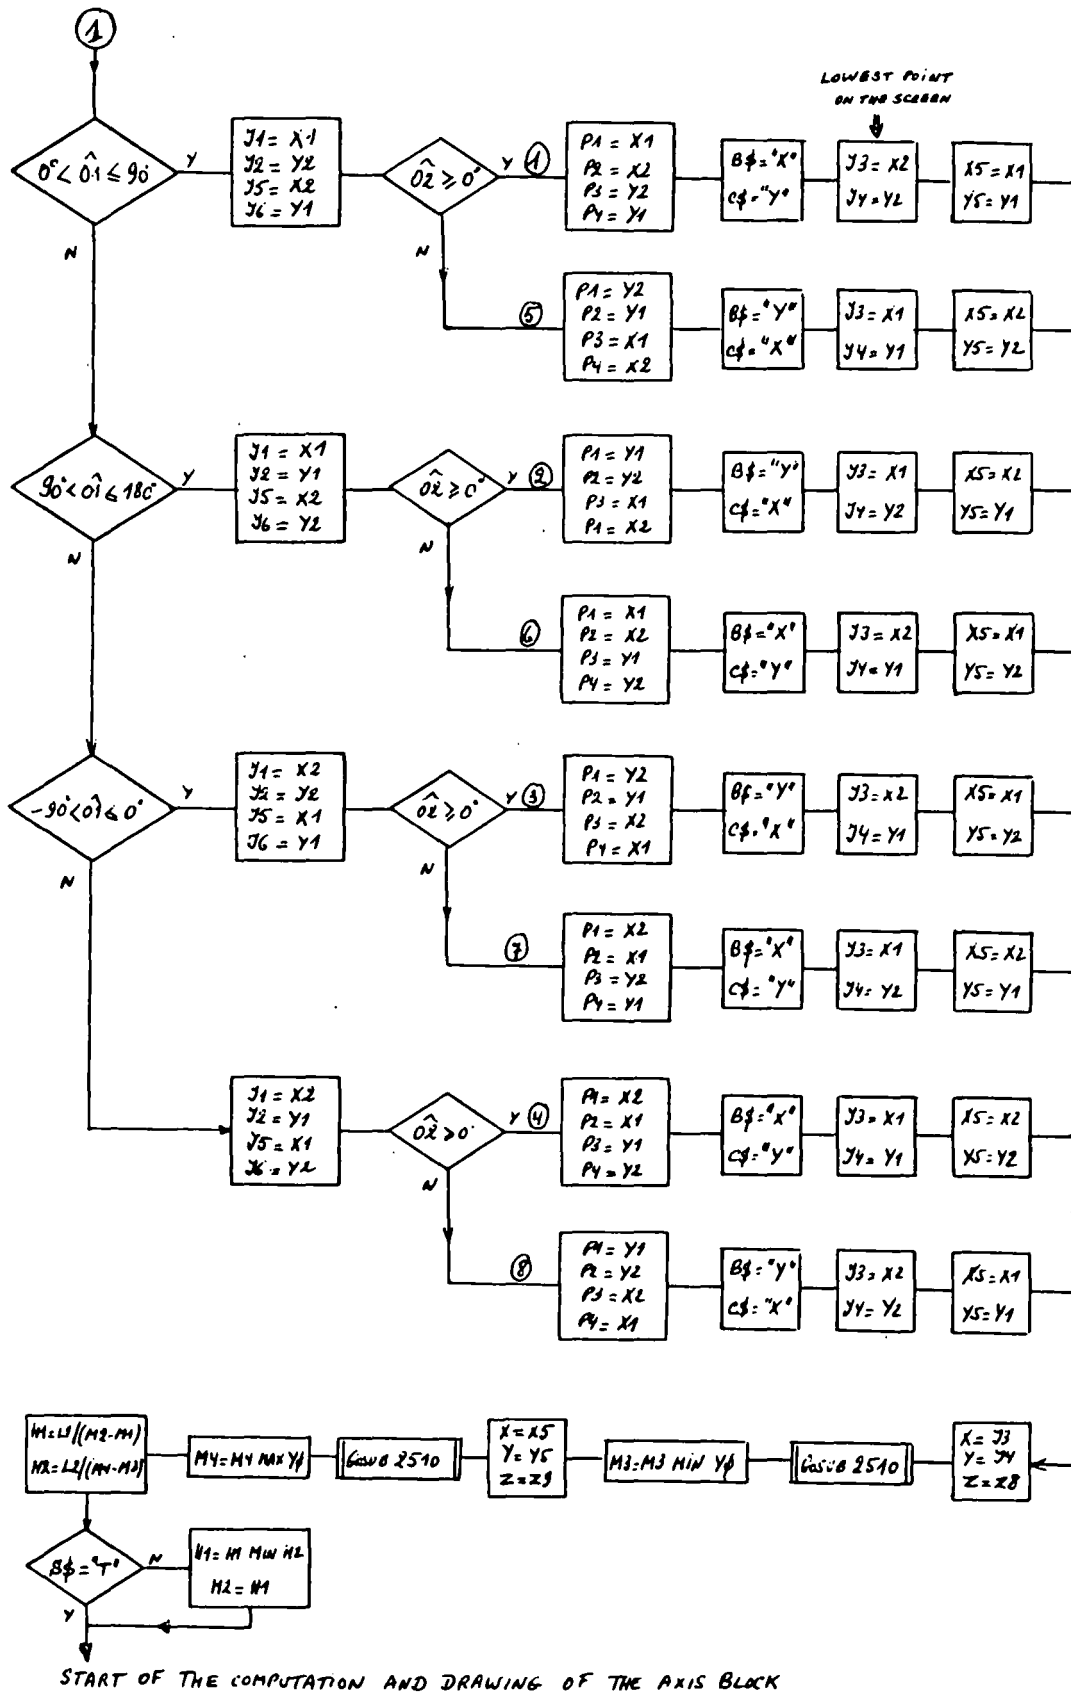 1
LOWEST POINT
ON THE SCREEN
0° < Ô1 ≤ 90°
Y
N
J1 = X1
J2 = Y2
J5 = X2
J6 = Y1
Ô2 ≥ 0°
Y
N
1
P1 = X1
P2 = X2
P3 = Y2
P4 = Y1
B$="X"
C$="Y"
J3 = X2
J4 = Y2
X5 = X1
Y5 = Y1
5
P1 = Y2
P2 = Y1
P3 = X1
P4 = X2
B$="Y"
C$="X"
J3 = X1
J4 = Y1
X5 = X2
Y5 = Y2
90° < Ô1 ≤ 180°
Y
N
J1 = X1
J2 = Y1
J5 = X2
J6 = Y2
Ô2 ≥ 0°
Y
N
2
P1 = Y1
P2 = Y2
P3 = X1
P1 = X2
B$="Y"
C$="X"
J3 = X1
J4 = Y2
X5 = X2
Y5 = Y1
6
P1 = X1
P2 = X2
P3 = Y1
P4 = Y2
B$="X"
C$="Y"
J3 = X2
J4 = Y1
X5 = X1
Y5 = Y2
-90° < Ô1 ≤ 0°
Y
N
J1 = X2
J2 = J2
J5 = X1
J6 = Y1
Ô2 ≥ 0°
Y
N
3
P1 = Y2
P2 = Y1
P3 = X2
P4 = X1
B$="Y"
C$="X"
J3 = X2
J4 = Y1
X5 = X1
Y5 = Y2
7
P1 = X2
P2 = X1
P3 = Y2
P4 = Y1
B$="X"
C$="Y"
J3 = X1
J4 = Y2
X5 = X2
Y5 = Y1
J1 = X2
J2 = Y1
J5 = X1
J6 = Y2
Ô2 ≥ 0°
Y
N
4
P1 = X2
P2 = X1
P3 = Y1
P4 = Y2
B$="X"
C$="Y"
J3 = X1
J4 = Y1
X5 = X2
Y5 = Y2
8
P1 = Y1
P2 = Y2
P3 = X2
P4 = X1
B$="Y"
C$="X"
J3 = X2
J4 = Y2
X5 = X1
Y5 = Y1
H1=L1/(M2-M1)
H2=L2/(M4-M3)
M4=M4 MAX YØ
GOSUB 2510
X = X5
Y = Y5
Z = Z9
M3=M3 MIN YØ
GOSUB 2510
X = J3
Y = J4
Z = Z8
S$="T"
N
Y
H1= H1 MIN H2
H2 = H1
START OF THE COMPUTATION AND DRAWING OF THE AXIS BLOCK